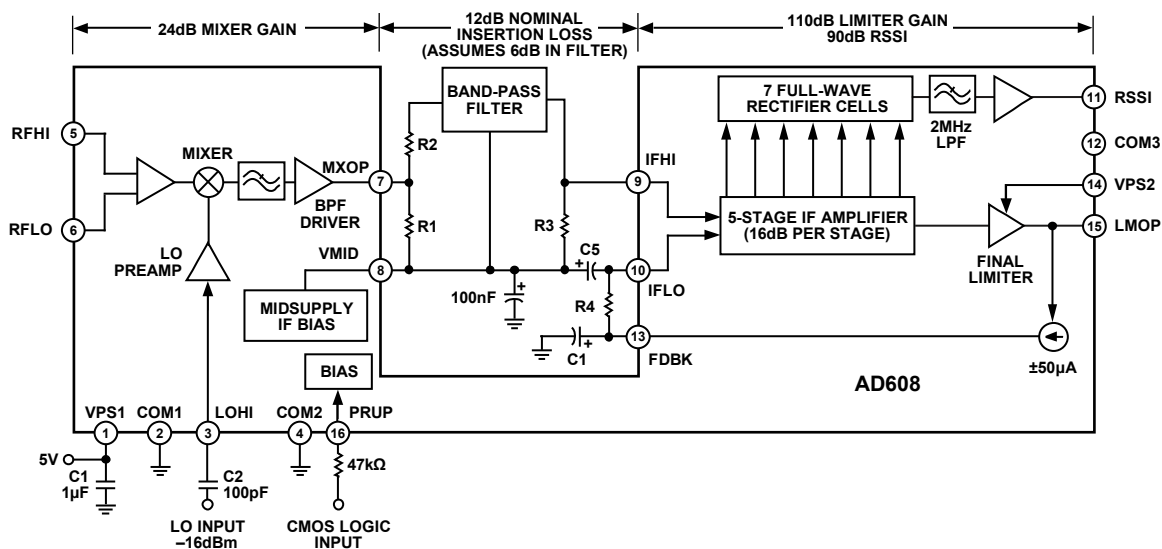 24dB MIXER GAIN
12dB NOMINAL
INSERTION LOSS
(ASSUMES 6dB IN FILTER)
110dB LIMITER GAIN
90dB RSSI
RFHI
5
RFLO
6
MIXER
LO
PREAMP
MXOP
7
BPF
DRIVER
VMID
8
MIDSUPPLY
IF BIAS
BIAS
BAND-PASS
FILTER
R2
R1
R3
100nF
+
+
C5
R4
C1
+
IFHI
9
10
IFLO
13
FDBK
7 FULL-WAVE
RECTIFIER CELLS
2MHz
LPF
5-STAGE IF AMPLIFIER
(16dB PER STAGE)
FINAL
LIMITER
11
RSSI
12
COM3
14
VPS2
15
LMOP
±50µA
AD608
VPS1
COM1
LOHI
COM2
PRUP
1
2
3
4
16
5V
C1
1µF
C2
100pF
47kΩ
LO INPUT
–16dBm
CMOS LOGIC
INPUT